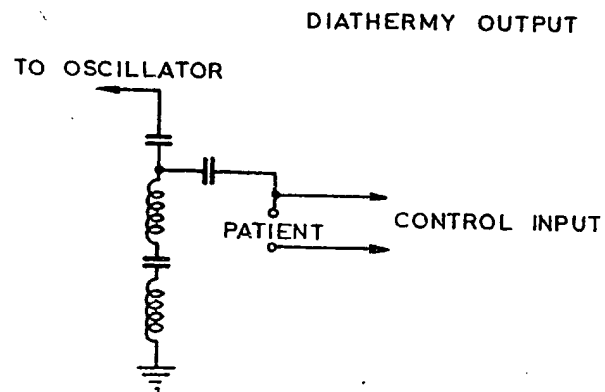 DIATHERMY OUTPUT
TO OSCILLATOR
PATIENT
CONTROL INPUT